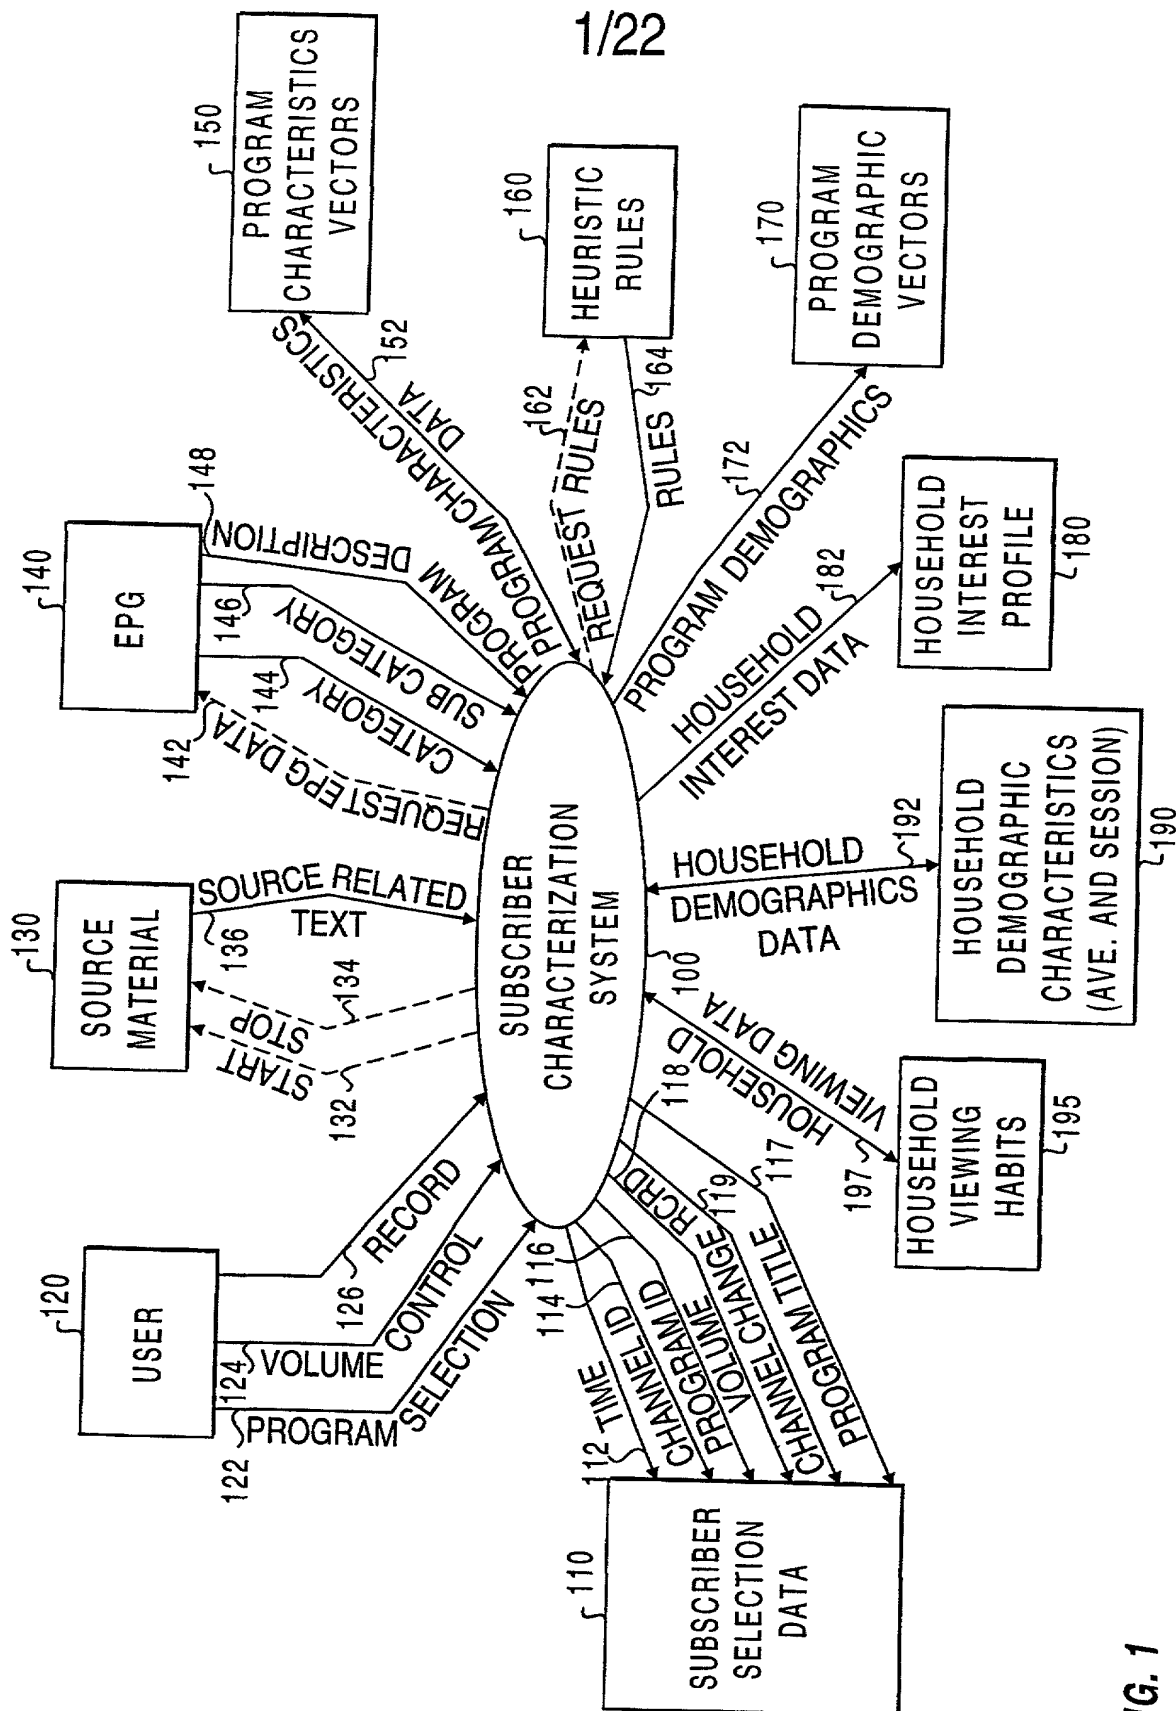 1/22
120
USER
122
PROGRAM
SELECTION
124
VOLUME
CONTROL
126
RECORD
130
SOURCE
MATERIAL
132
START
134
STOP
136
SOURCE RELATED
TEXT
140
EPG
142
REQUEST EPG DATA
144
CATEGORY
146
SUB CATEGORY
148
PROGRAM DESCRIPTION
150
PROGRAM
CHARACTERISTICS
VECTORS
152
PROGRAM CHARACTERISTICS
DATA
160
HEURISTIC
RULES
162
REQUEST RULES
164
RULES
170
PROGRAM
DEMOGRAPHIC
VECTORS
172
PROGRAM DEMOGRAPHICS
180
HOUSEHOLD
INTEREST
PROFILE
182
HOUSEHOLD
INTEREST DATA
190
HOUSEHOLD
DEMOGRAPHIC
CHARACTERISTICS
(AVE. AND SESSION)
192
HOUSEHOLD
DEMOGRAPHICS
DATA
195
HOUSEHOLD
VIEWING
HABITS
197
HOUSEHOLD
VIEWING DATA
SUBSCRIBER
CHARACTERIZATION
SYSTEM
100
110
SUBSCRIBER
SELECTION
DATA
112
TIME
114
CHANNEL ID
116
PROGRAM ID
118
VOLUME
119
CHANNEL CHANGE RCRD
117
PROGRAM TITLE
FIG. 1